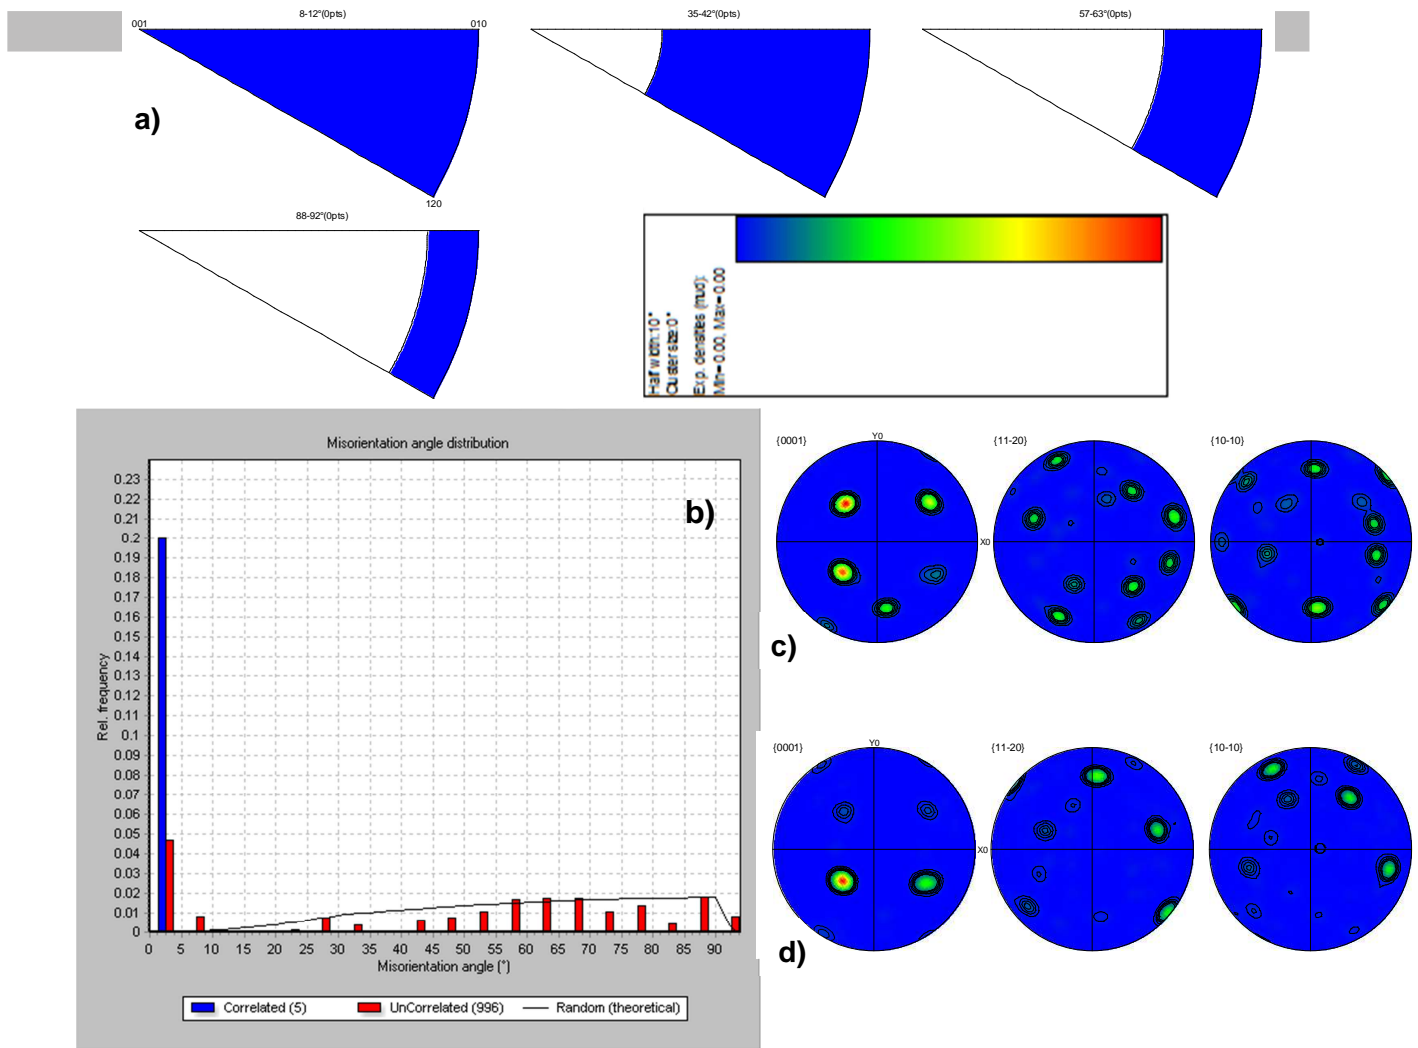 8-12°(0pts)
35-42°(0pts)
57-63°(0pts)
001
010
a)
120
88-92°(0pts)
Half width:10°
Cluster size:0°
Exp. densities (mud):
Min=0.00, Max=0.00
Misorientation angle distribution
b)
Rel. frequency
0.23
0.22
0.21
0.2
0.19
0.18
0.17
0.16
0.15
0.14
0.13
0.12
0.11
0.1
0.09
0.08
0.07
0.06
0.05
0.04
0.03
0.02
0.01
0
0 5 10 15 20 25 30 35 40 45 50 55 60 65 70 75 80 85 90
Misorientation angle (°)
Correlated (5) UnCorrelated (996) Random (theoretical)
{0001} Y0 {11-20} {10-10}
X0
c)
{0001} Y0 {11-20} {10-10}
X0
d)